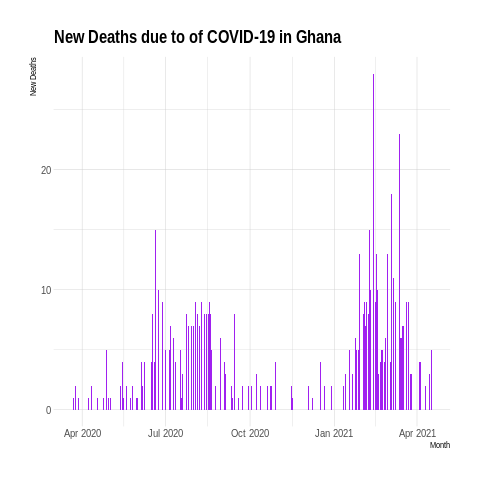 New Deaths due to of COVID-19 in Ghana
New Deaths
20
10
0
Apr 2020 Jul 2020 Oct 2020 Jan 2021 Apr 2021
Month